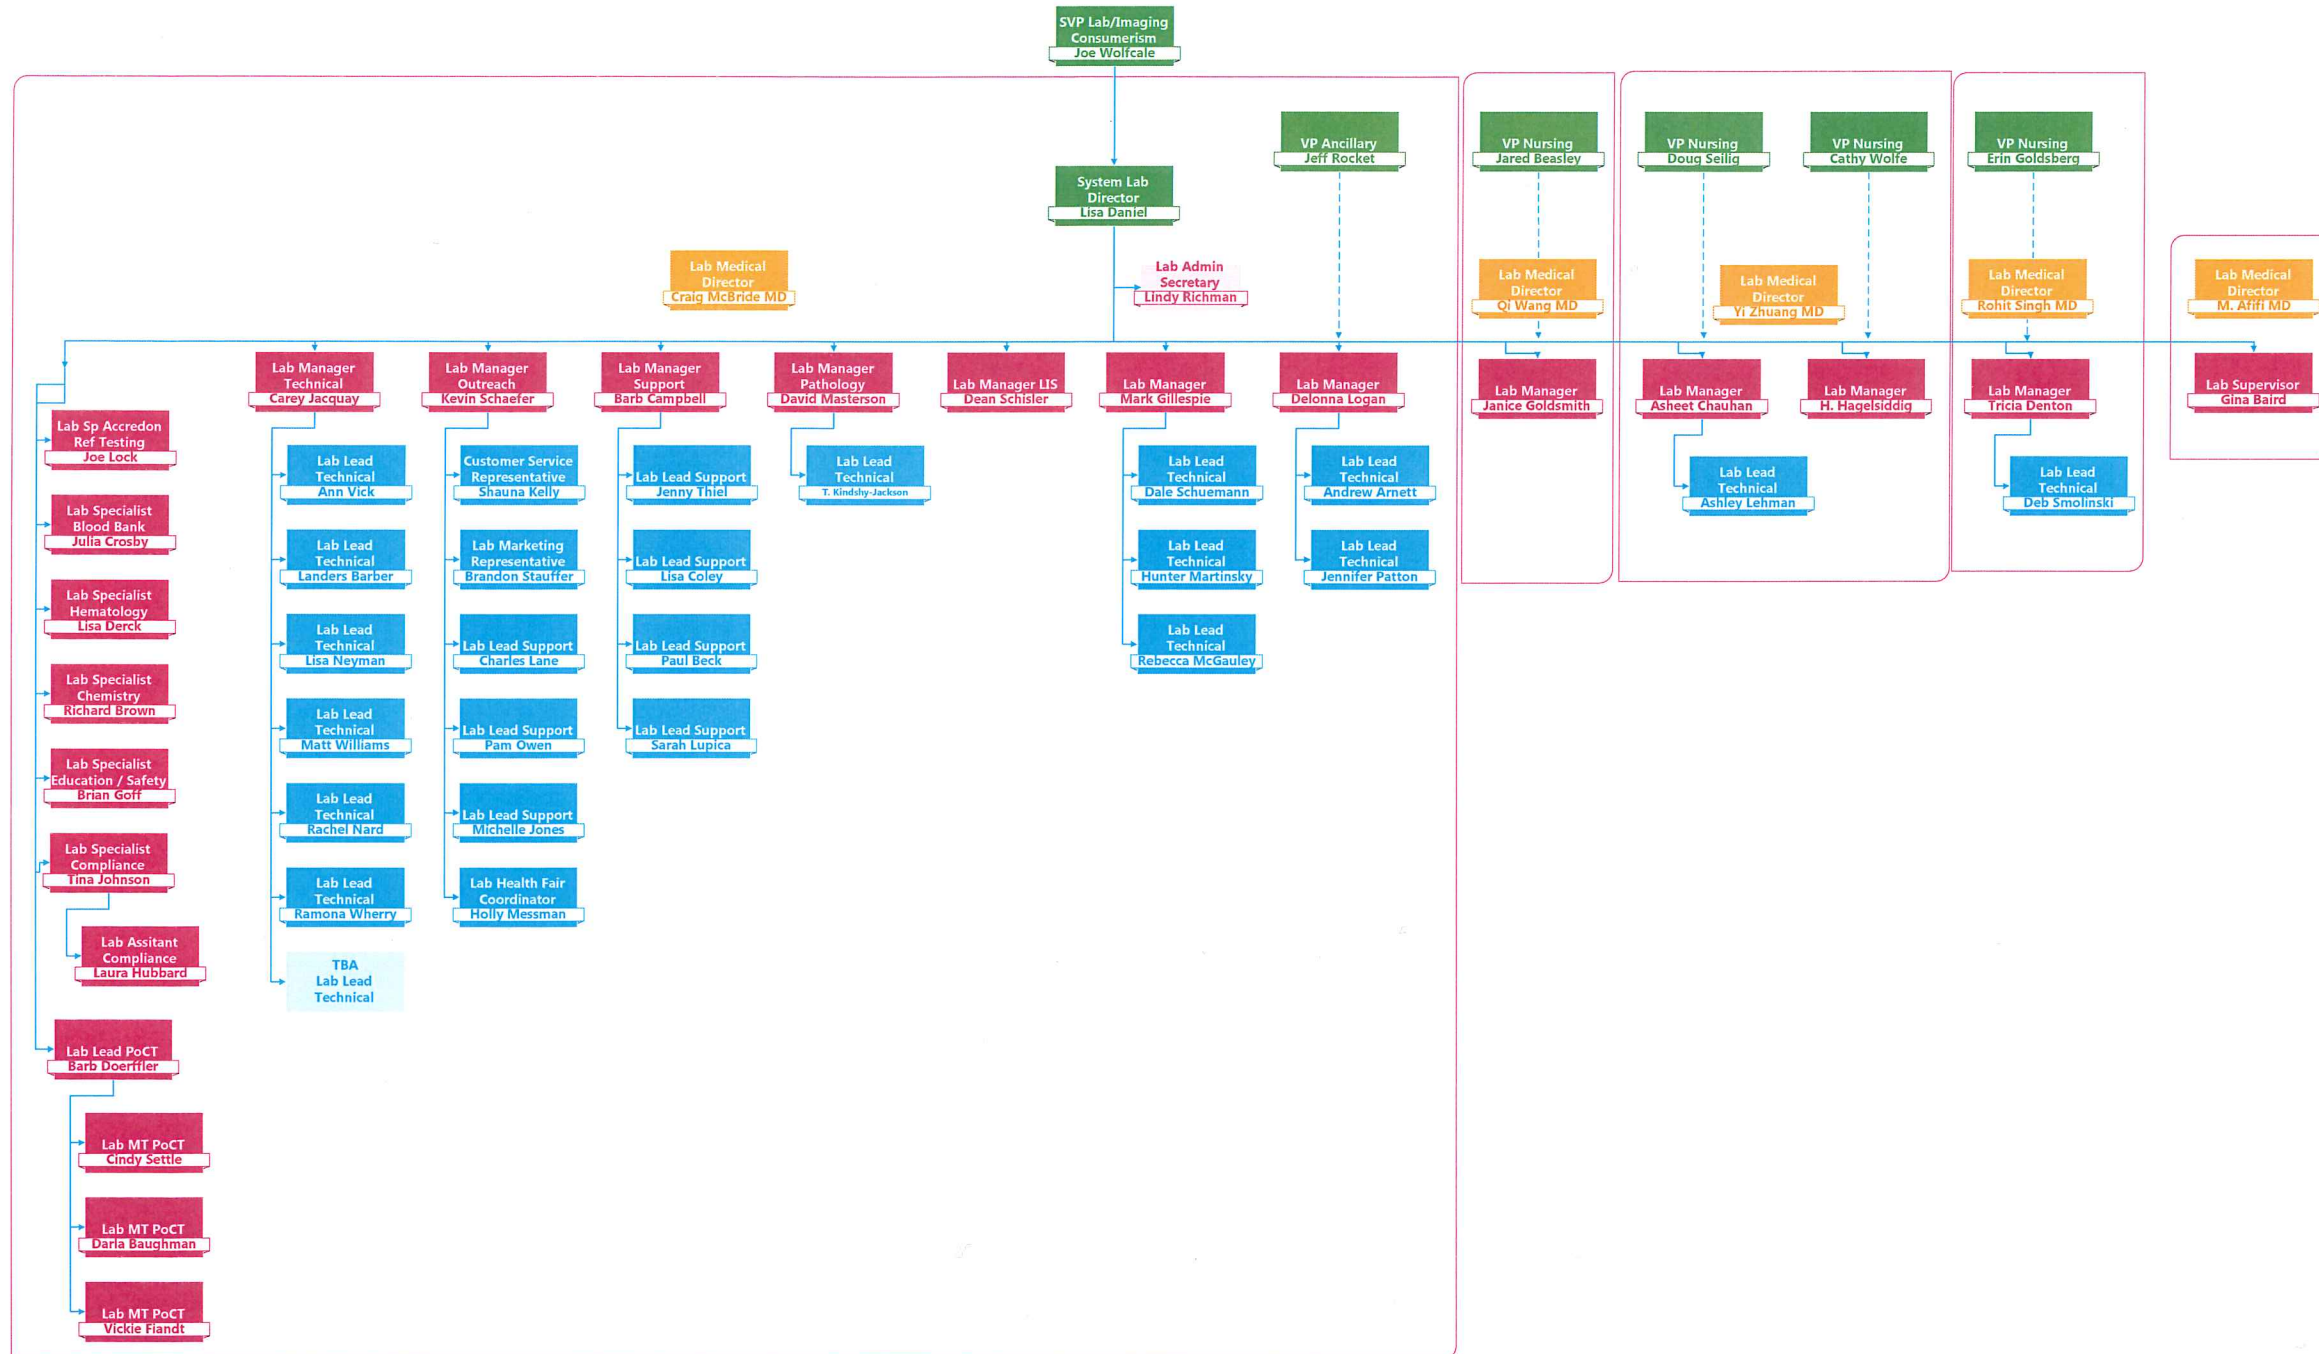 SVP Lab/Imaging
Consumerism
Joe Wolfcale
VP Ancillary
Jeff Rocket
VP Nursing
Jared Beasley
VP Nursing
Doug Seilig
VP Nursing
Cathy Wolfe
VP Nursing
Erin Goldsberg
System Lab
Director
Lisa Daniel
Lab Medical
Director
Craig McBride MD
Lab Admin
Secretary
Lindy Richman
Lab Medical
Director
Qi Wang MD
Lab Medical
Director
Yi Zhuang MD
Lab Medical
Director
Rohit Singh MD
Lab Medical
Director
M. Afifi MD
Lab Manager
Technical
Carey Jacquay
Lab Manager
Outreach
Kevin Schaefer
Lab Manager
Support
Barb Campbell
Lab Manager
Pathology
David Masterson
Lab Manager LIS
Dean Schisler
Lab Manager
Mark Gillespie
Lab Manager
Delonna Logan
Lab Manager
Janice Goldsmith
Lab Manager
Asheet Chauhan
Lab Manager
H. Hagelsiddig
Lab Manager
Tricia Denton
Lab Supervisor
Gina Baird
Lab Sp Accredon
Ref Testing
Joe Lock
Lab Specialist
Blood Bank
Julia Crosby
Lab Specialist
Hematology
Lisa Derck
Lab Specialist
Chemistry
Richard Brown
Lab Specialist
Education / Safety
Brian Goff
Lab Specialist
Compliance
Tina Johnson
Lab Assitant
Compliance
Laura Hubbard
Lab Lead PoCT
Barb Doerffler
Lab MT PoCT
Cindy Settle
Lab MT PoCT
Darla Baughman
Lab MT PoCT
Vickie Fiandt
Lab Lead
Technical
Ann Vick
Lab Lead
Technical
Landers Barber
Lab Lead
Technical
Lisa Neyman
Lab Lead
Technical
Matt Williams
Lab Lead
Technical
Rachel Nard
Lab Lead
Technical
Ramona Wherry
TBA
Lab Lead
Technical
Customer Service
Representative
Shauna Kelly
Lab Marketing
Representative
Brandon Stauffer
Lab Lead Support
Charles Lane
Lab Lead Support
Pam Owen
Lab Lead Support
Michelle Jones
Lab Health Fair
Coordinator
Holly Messman
Lab Lead Support
Jenny Thiel
Lab Lead Support
Lisa Coley
Lab Lead Support
Paul Beck
Lab Lead Support
Sarah Lupica
Lab Lead
Technical
T. Kindshy-Jackson
Lab Lead
Technical
Dale Schuemann
Lab Lead
Technical
Hunter Martinsky
Lab Lead
Technical
Rebecca McGauley
Lab Lead
Technical
Andrew Arnett
Lab Lead
Technical
Jennifer Patton
Lab Lead
Technical
Ashley Lehman
Lab Lead
Technical
Deb Smolinski